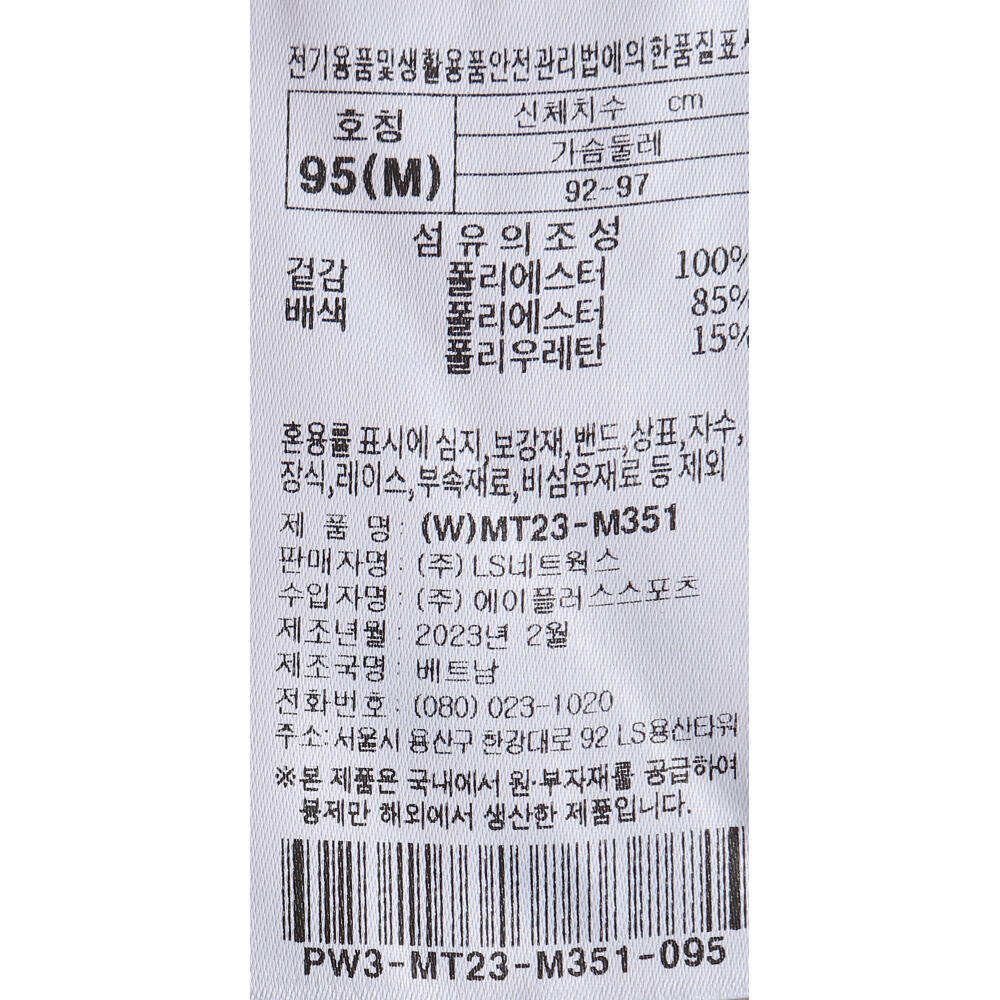 전기용품및생활용품안전관리법에의한품질표시
호칭 신체치수 cm
95(M) 가슴둘레
92-97
섬유의조성
겉감 폴리에스터 100%
배색 폴리에스터 85%
폴리우레탄 15%
혼용률 표시에 심지,보강재,밴드,상표,자수,
장식,레이스,부속재료,비섬유재료 등 제외
제 품 명 : (W)MT23-M351
판매자명 : (주)LS네트웍스
수입자명 : (주)에이플러스스포츠
제조년월 : 2023년 2월
제조국명 : 베트남
전화번호 : (080) 023-1020
주소:서울시 용산구 한강대로 92 LS용산타워
※본 제품은 국내에서 원·부자재를 공급하여
봉제만 해외에서 생산한 제품입니다.
PW3-MT23-M351-095